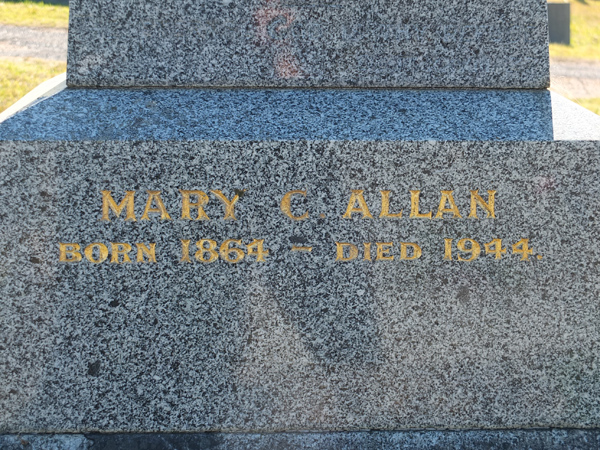 MARY C. ALLAN
BORN 1864 – DIED 1944.